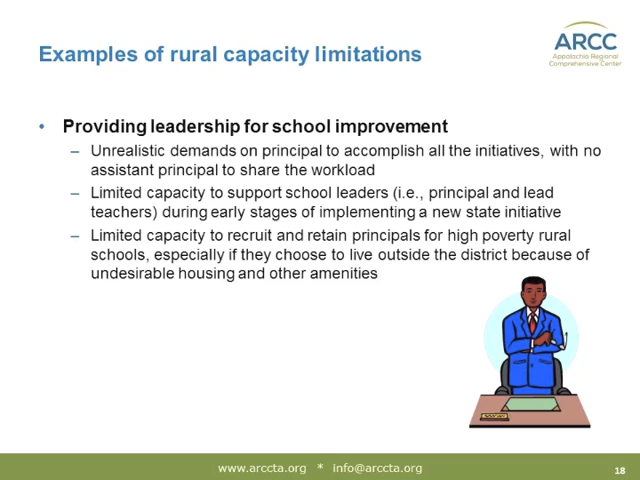 Examples of rural capacity limitations
ARCC
Appalachia Regional
Comprehensive Center
• Providing leadership for school improvement
– Unrealistic demands on principal to accomplish all the initiatives, with no
assistant principal to share the workload
– Limited capacity to support school leaders (i.e., principal and lead
teachers) during early stages of implementing a new state initiative
– Limited capacity to recruit and retain principals for high poverty rural
schools, especially if they choose to live outside the district because of
undesirable housing and other amenities
www.arccta.org * info@arccta.org
18